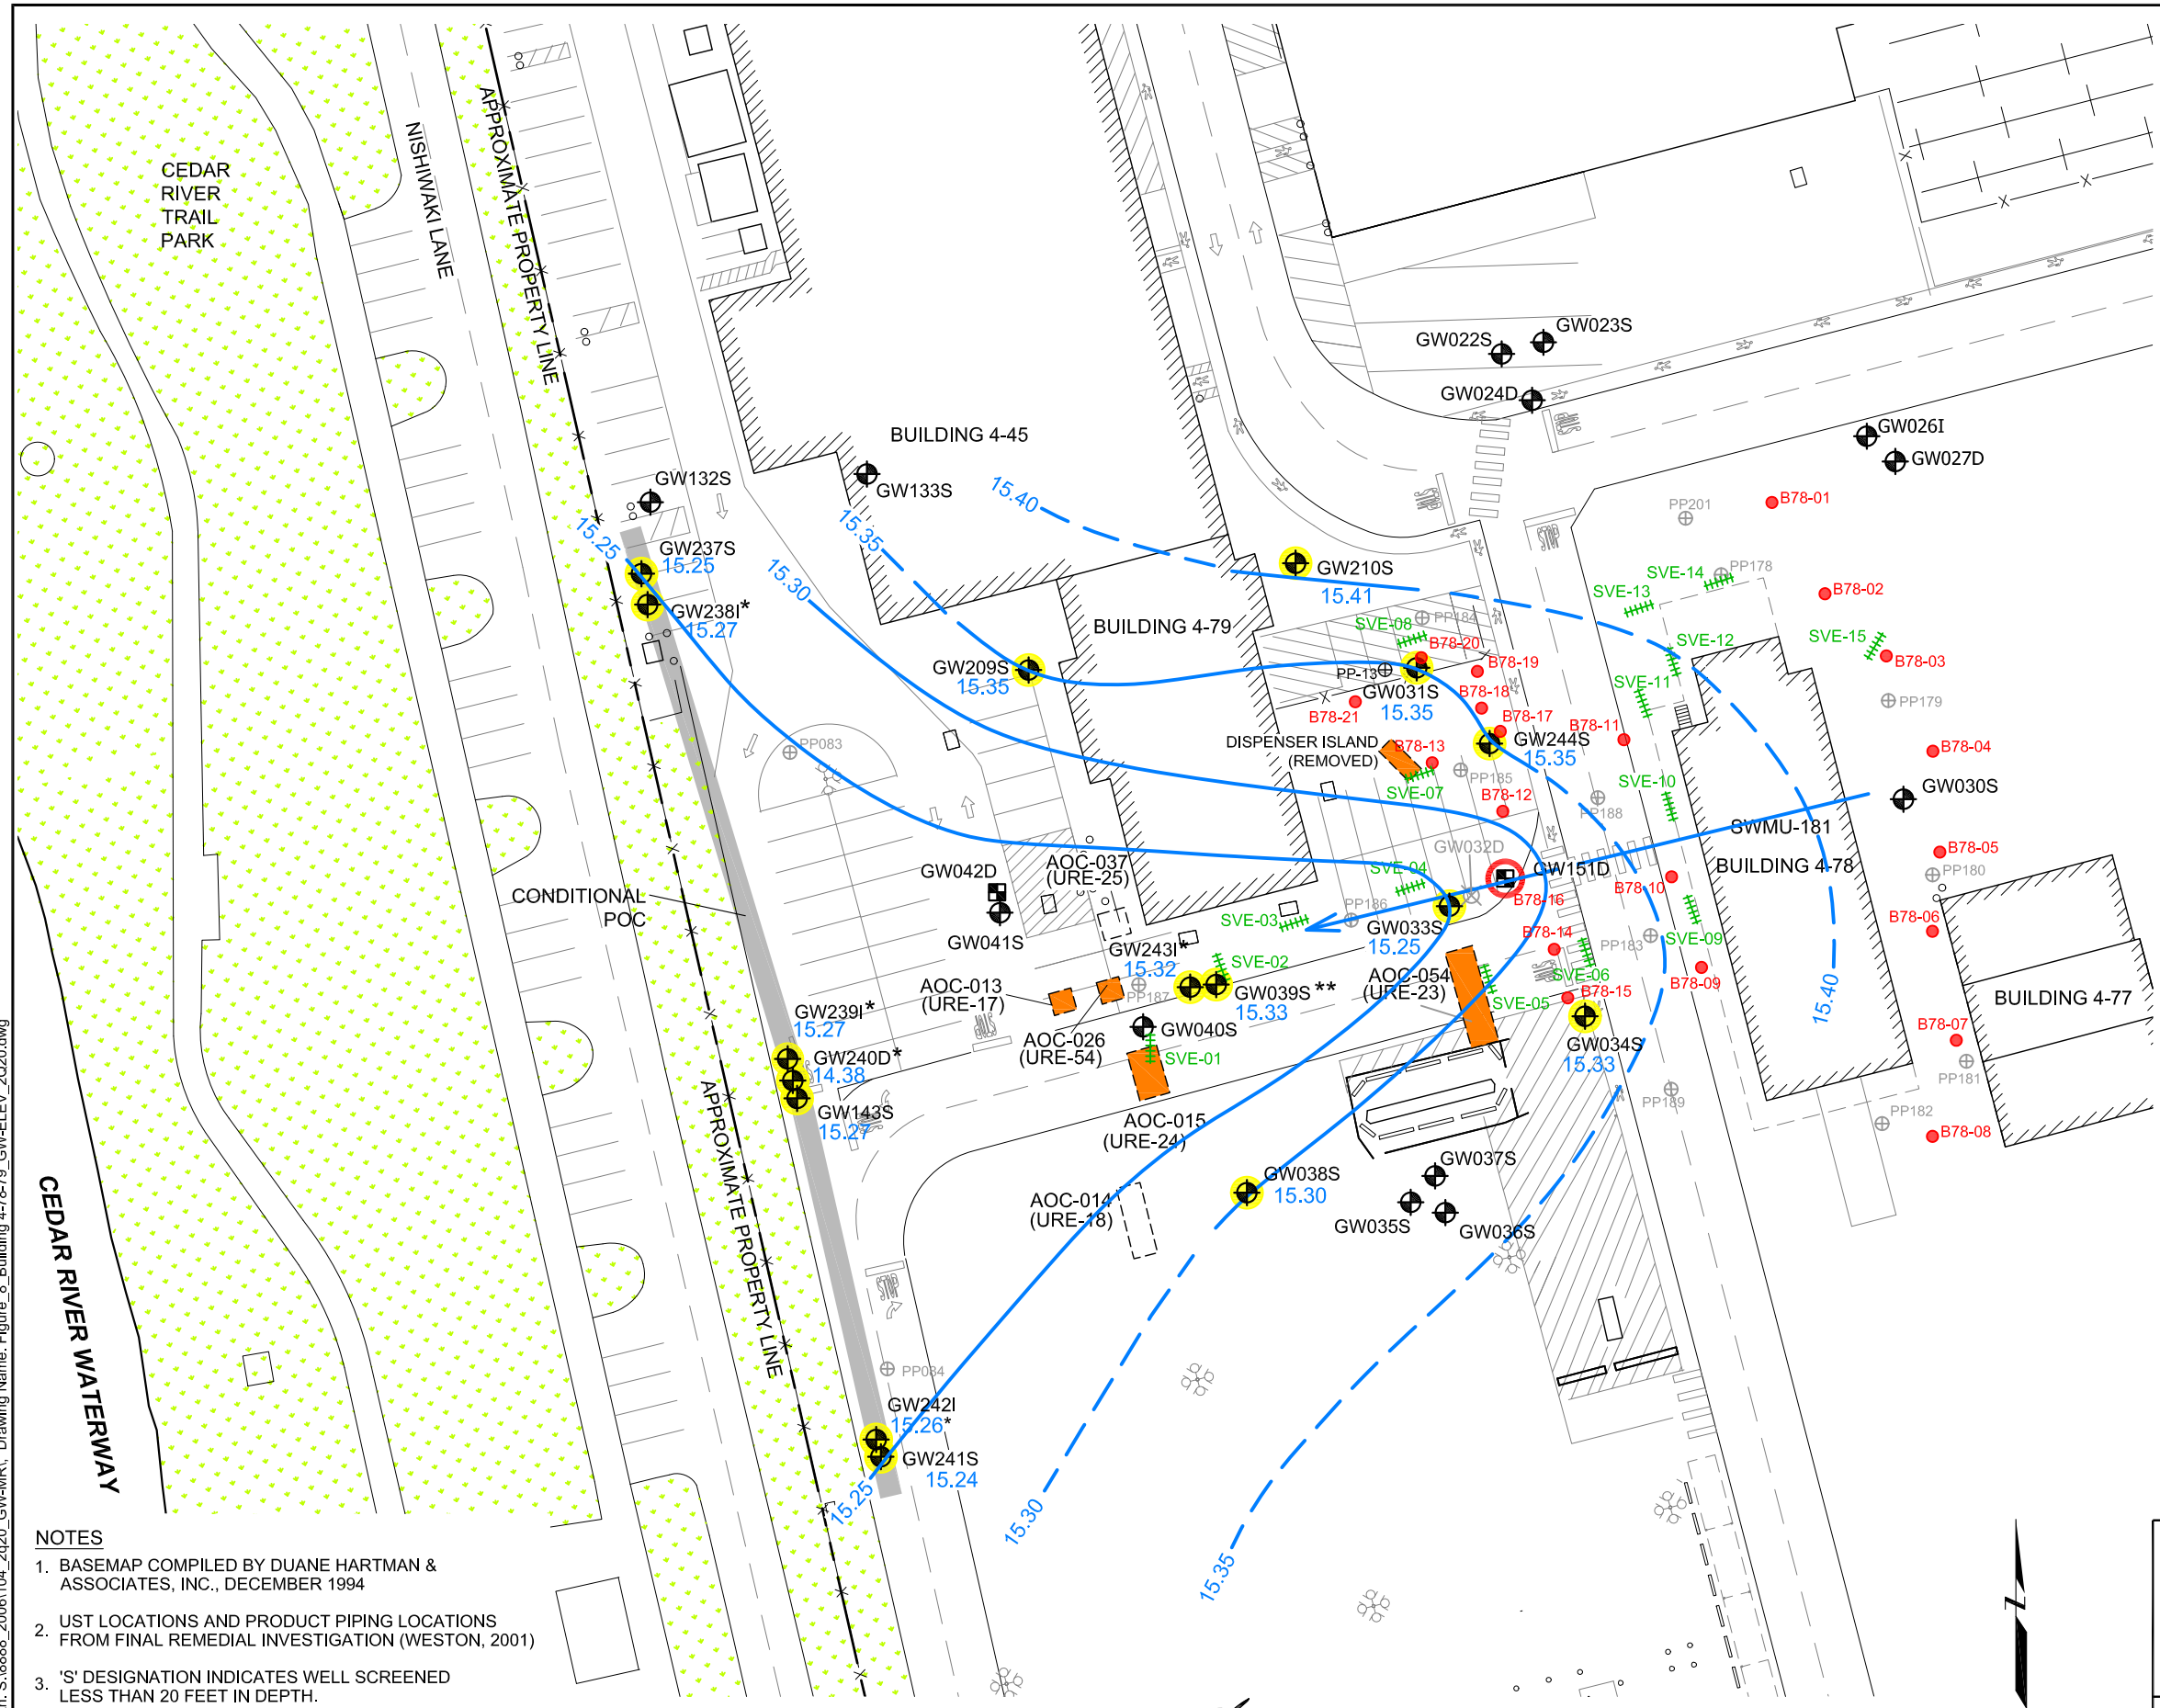 CEDAR
RIVER
TRAIL
PARK
NISHIWAKI LANE
APPROXIMATE PROPERTY LINE
BUILDING 4-45
GW022S
GW023S
GW024D
GW026I
GW027D
GW132S
GW133S
15.40
15.35
15.30
15.25
GW237S
15.25
GW238I*
15.27
GW210S
15.41
PP201
B78-01
SVE-14
PP178
SVE-13
B78-02
BUILDING 4-79
SVE-08
PP184
B78-20
B78-19
SVE-12
SVE-15
B78-03
GW209S
15.35
PP-13
GW031S
15.35
B78-18
B78-21
B78-17
SVE-11
PP179
B78-11
PP083
DISPENSER ISLAND
(REMOVED)
B78-13
GW244S
15.35
B78-04
PP185
SVE-07
SVE-10
B78-12
PP188
GW030S
SWMU-181
BUILDING 4-78
GW032D
GW151D
SVE-04
B78-10
B78-16
B78-05
PP180
CONDITIONAL
POC
GW042D
AOC-037
(URE-25)
GW041S
SVE-03
PP186
GW033S
15.25
B78-06
B78-14
PP183
SVE-09
GW243I*
15.32
SVE-02
AOC-054
(URE-23)
SVE-06
B78-09
SVE-05
B78-15
AOC-013
(URE-17)
PP187
GW039S**
15.33
BUILDING 4-77
15.40
GW239I*
15.27
AOC-026
(URE-54)
GW040S
SVE-01
GW034S
15.33
B78-07
PP181
GW240D*
14.38
GW143S
15.27
PP189
PP182
B78-08
AOC-015
(URE-24)
APPROXIMATE PROPERTY LINE
AOC-014
(URE-18)
GW038S
15.30
GW037S
GW035S
GW036S
CEDAR RIVER WATERWAY
PP084
GW242I
15.26*
GW241S
15.24
15.25
15.30
15.35
STOP
NOTES
1. BASEMAP COMPILED BY DUANE HARTMAN &
ASSOCIATES, INC., DECEMBER 1994
2. UST LOCATIONS AND PRODUCT PIPING LOCATIONS
FROM FINAL REMEDIAL INVESTIGATION (WESTON, 2001)
3. 'S' DESIGNATION INDICATES WELL SCREENED
LESS THAN 20 FEET IN DEPTH.